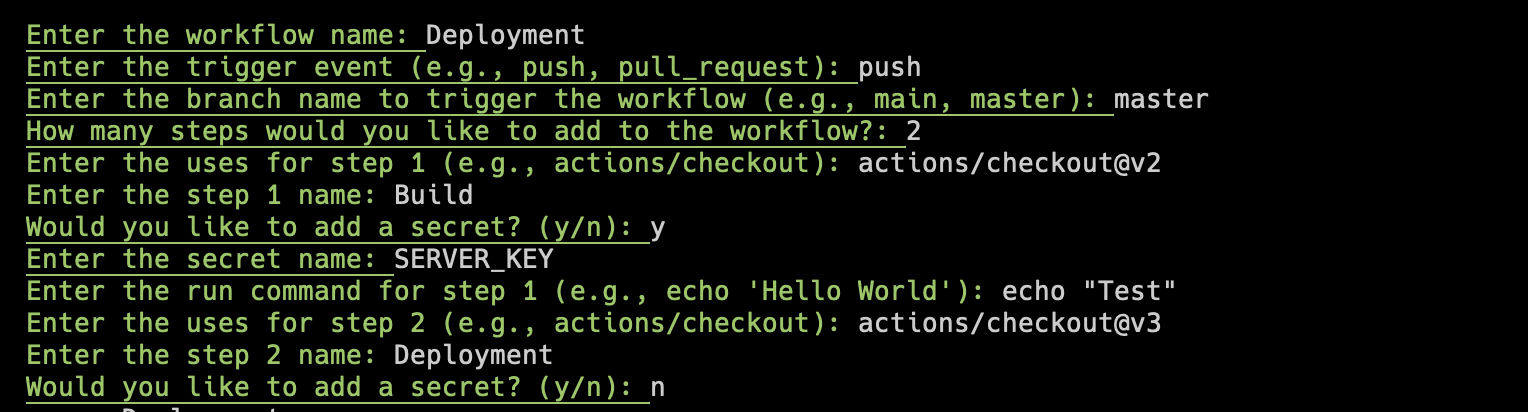 Enter the workflow name: Deployment
Enter the trigger event (e.g., push, pull_request): push
Enter the branch name to trigger the workflow (e.g., main, master): master
How many steps would you like to add to the workflow?: 2
Enter the uses for step 1 (e.g., actions/checkout): actions/checkout@v2
Enter the step 1 name: Build
Would you like to add a secret? (y/n): y
Enter the secret name: SERVER_KEY
Enter the run command for step 1 (e.g., echo 'Hello World'): echo "Test"
Enter the uses for step 2 (e.g., actions/checkout): actions/checkout@v3
Enter the step 2 name: Deployment
Would you like to add a secret? (y/n): n